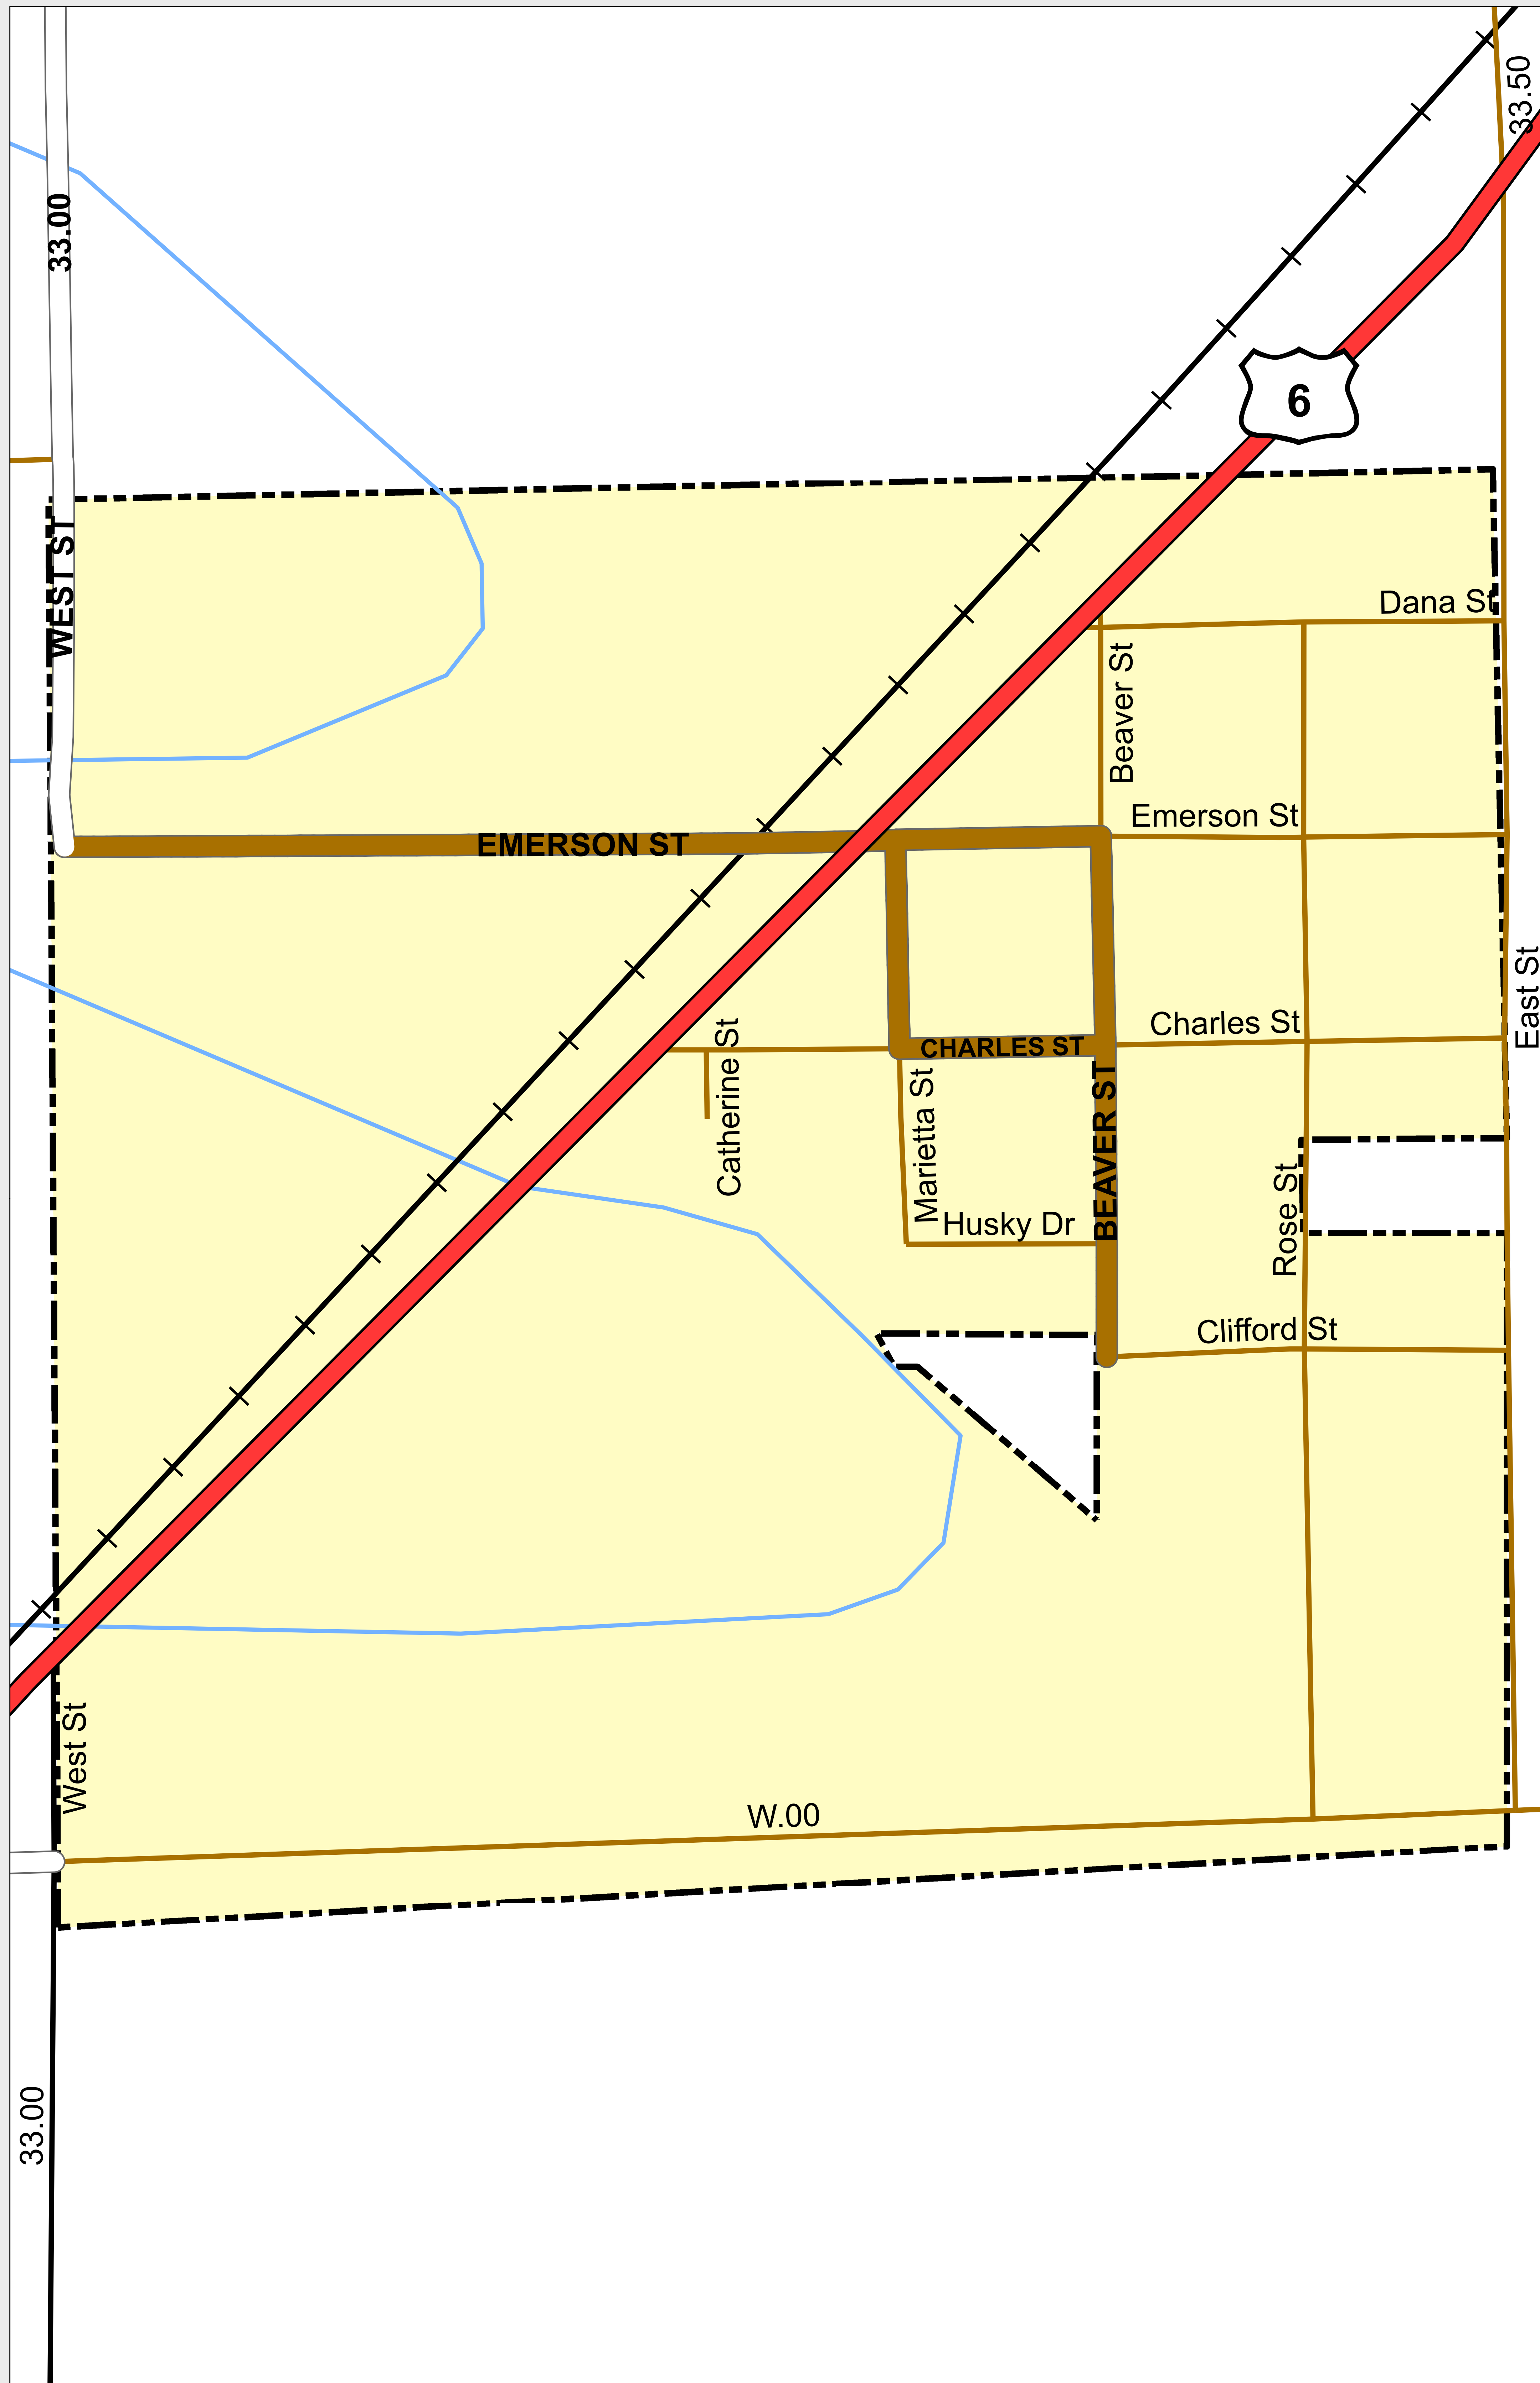 33.50
33.00
6
WEST ST
Dana St
Beaver St
Emerson St
EMERSON ST
East St
Charles St
CHARLES ST
Catherine St
Marietta St
BEAVER ST
Husky Dr
Rose St
Clifford St
West St
W.00
33.00